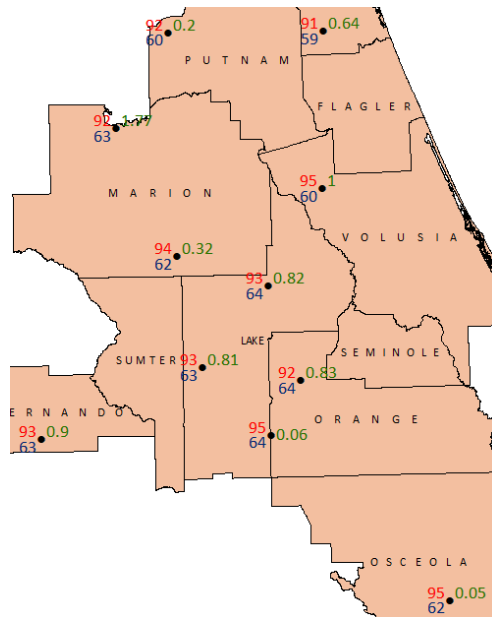 92 0.2
60
91 0.64
59
PUTNAM
FLAGLER
92 1.77
63
MARION
95 1
60
VOLUSIA
94 0.32
62
93 0.82
64
LAKE
SEMINOLE
SUMTER
93 0.81
63
92 0.83
64
ERNANDO
ORANGE
93 0.9
63
95 0.06
64
OSCEOLA
95 0.05
62